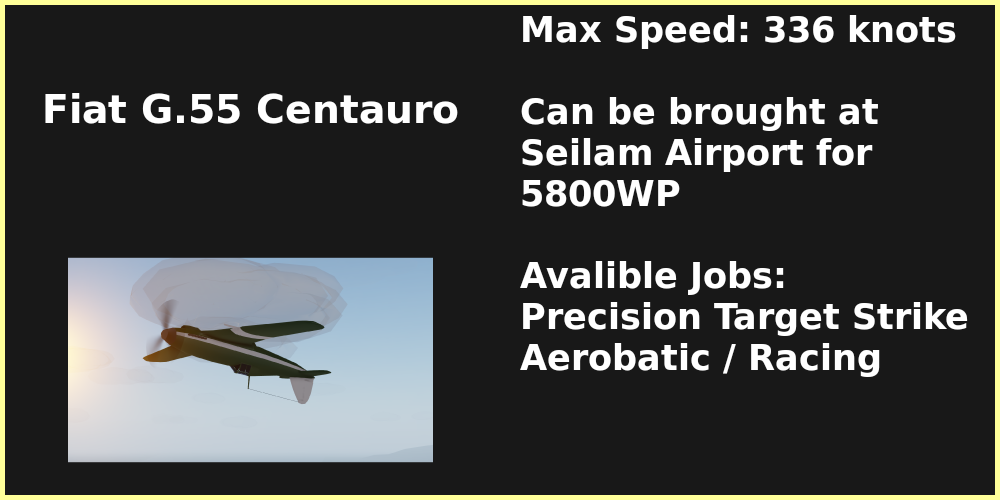 Fiat G.55 Centauro
Max Speed: 336 knots
Can be brought at
Seilam Airport for
5800WP
Avalible Jobs:
Precision Target Strike
Aerobatic / Racing